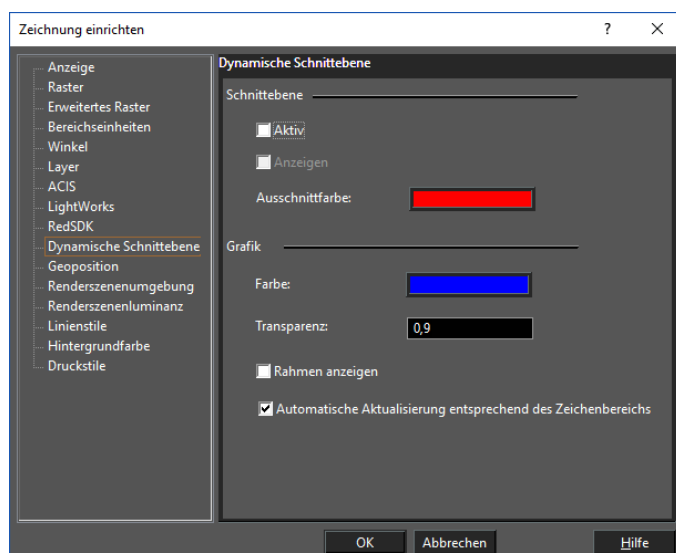 Zeichnung einrichten
?
Anzeige
Raster
Erweitertes Raster
Bereichseinheiten
Winkel
Layer
ACIS
LightWorks
RedSDK
Dynamische Schnittebene
Geoposition
Renderszenenumgebung
Renderszenenluminanz
Linienstile
Hintergrundfarbe
Druckstile
Dynamische Schnittebene
Schnittebene
Aktiv
Anzeigen
Ausschnittfarbe:
Grafik
Farbe:
Transparenz: 0,9
Rahmen anzeigen
Automatische Aktualisierung entsprechend des Zeichenbereichs
OK Abbrechen Hilfe